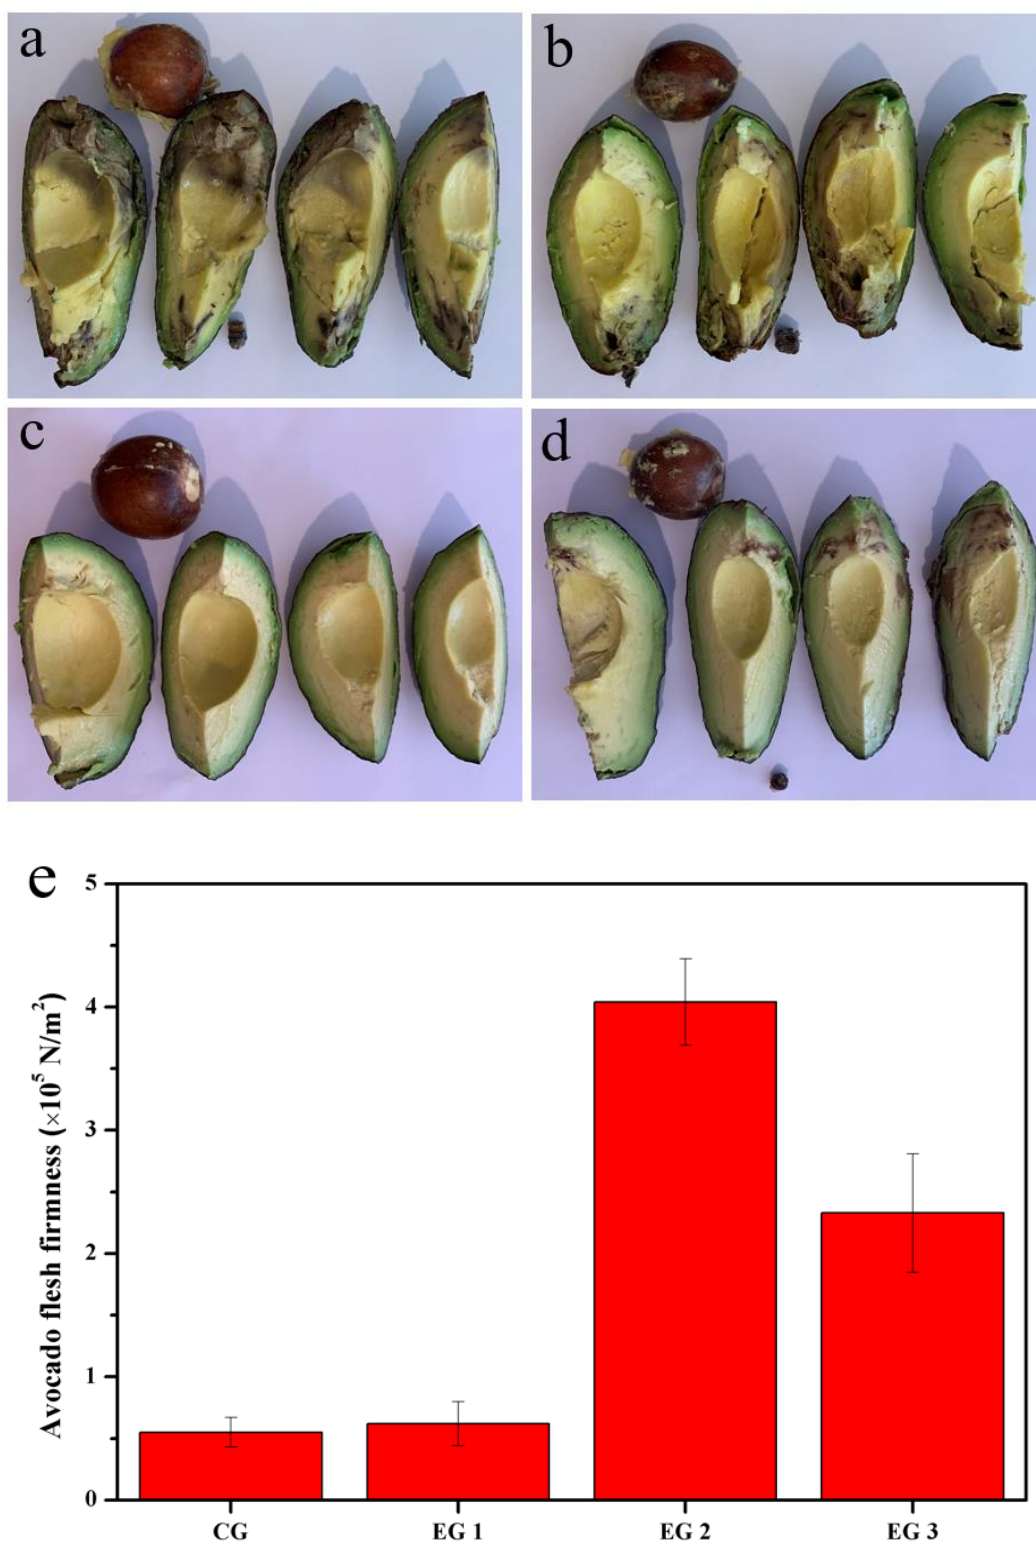 a
b
c
d
e
Avocado flesh firmness (×10⁵ N/m²)
5
4
3
2
1
0
CG
EG 1
EG 2
EG 3